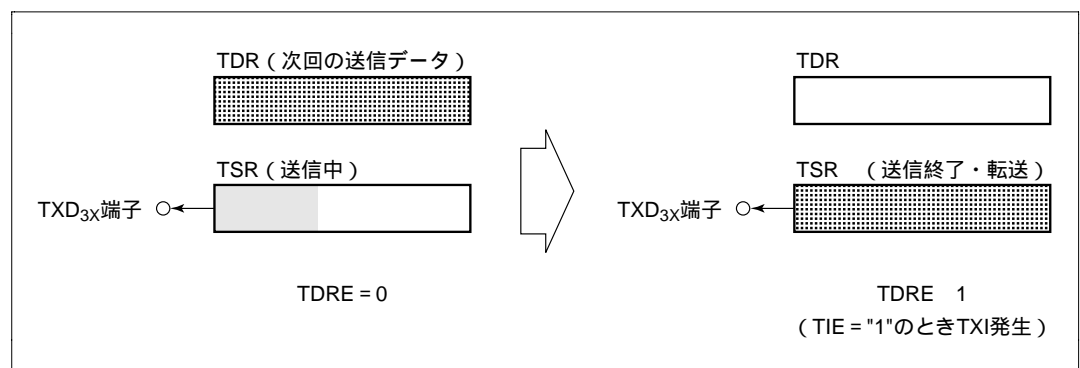 TDR（次回の送信データ）
TSR（送信中）
TXD3X端子
TDRE = 0
TDR
TSR （送信終了・転送）
TXD3X端子
TDRE 1
（TIE = "1"のときTXI発生）